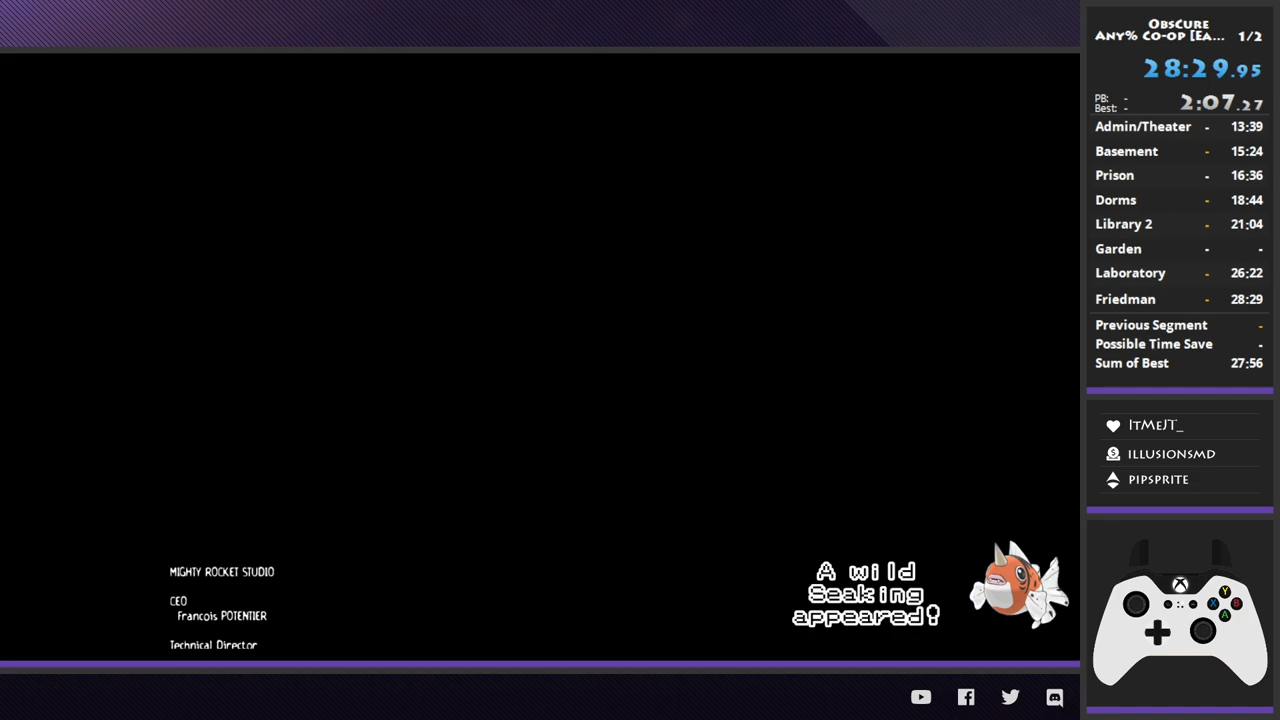 ObsCure
Any% Co-op [Ea... 1/2
28:29.95
PB: -
Best: - 2:07.27
Admin/Theater - 13:39
Basement - 15:24
Prison - 16:36
Dorms - 18:44
Library 2 - 21:04
Garden - -
Laboratory - 26:22
Friedman - 28:29
Previous Segment -
Possible Time Save -
Sum of Best 27:56
ItMeJT_
illusionsmd
pipsprite
MIGHTY ROCKET STUDIO
CEO
Francois POTENTIER
Technical Director
A wild
Seaking
appeared!
Y
X B
A